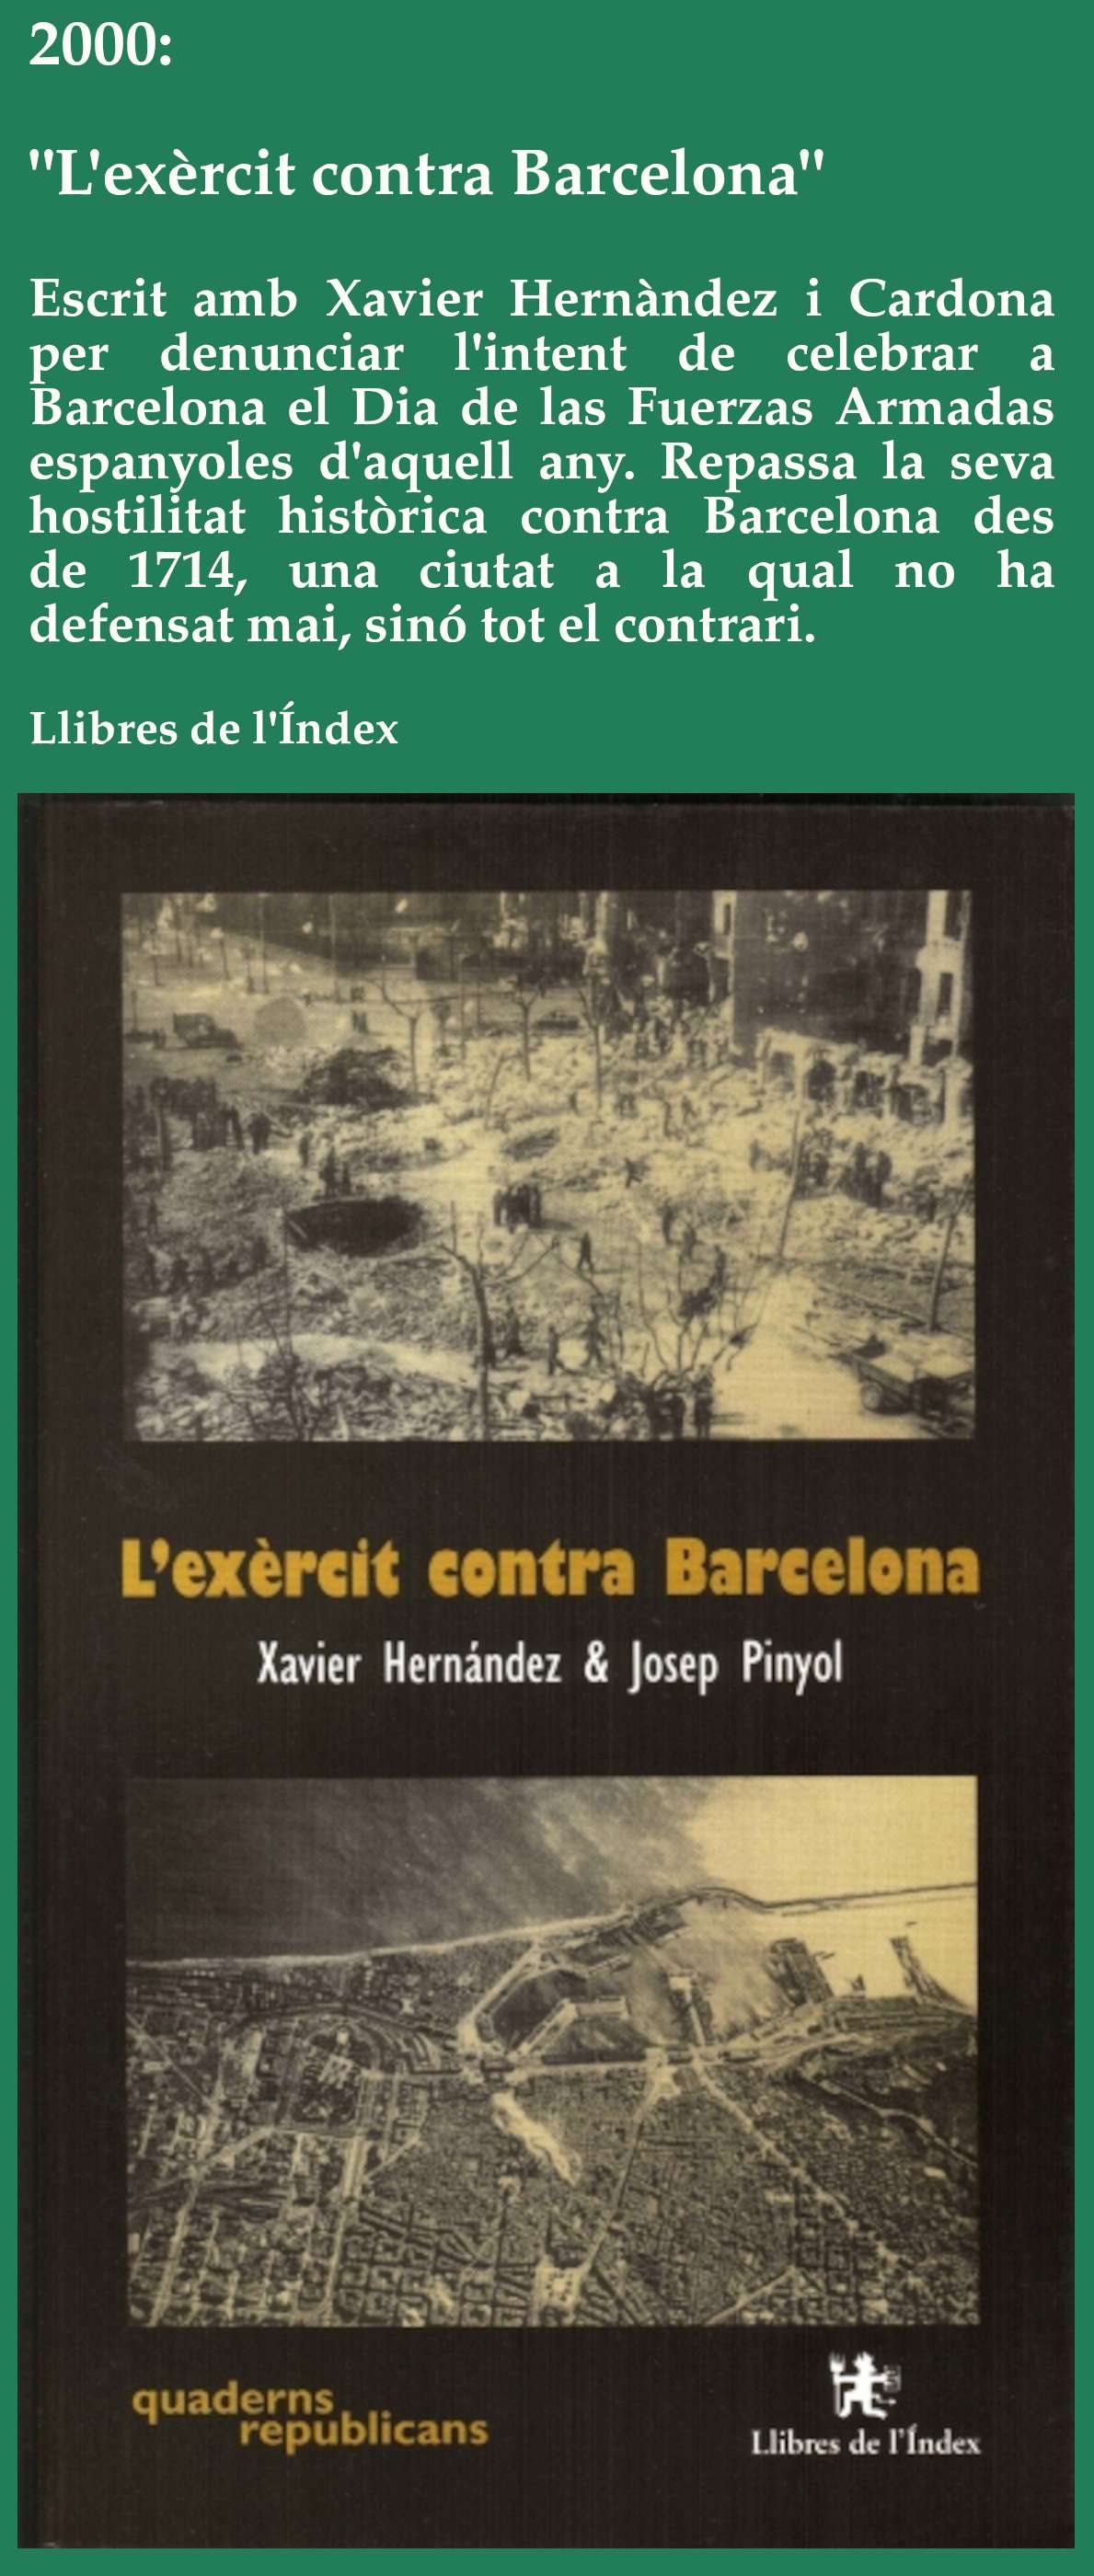 2000:
"L'exèrcit contra Barcelona"
Escrit amb Xavier Hernàndez i Cardona
per denunciar l'intent de celebrar a
Barcelona el Dia de las Fuerzas Armadas
espanyoles d'aquell any. Repassa la seva
hostilitat històrica contra Barcelona des
de 1714, una ciutat a la qual no ha
defensat mai, sinó tot el contrari.
Llibres de l'Índex
L'exèrcit contra Barcelona
Xavier Hernández & Josep Pinyol
quaderns
republicans
Llibres de l'Índex